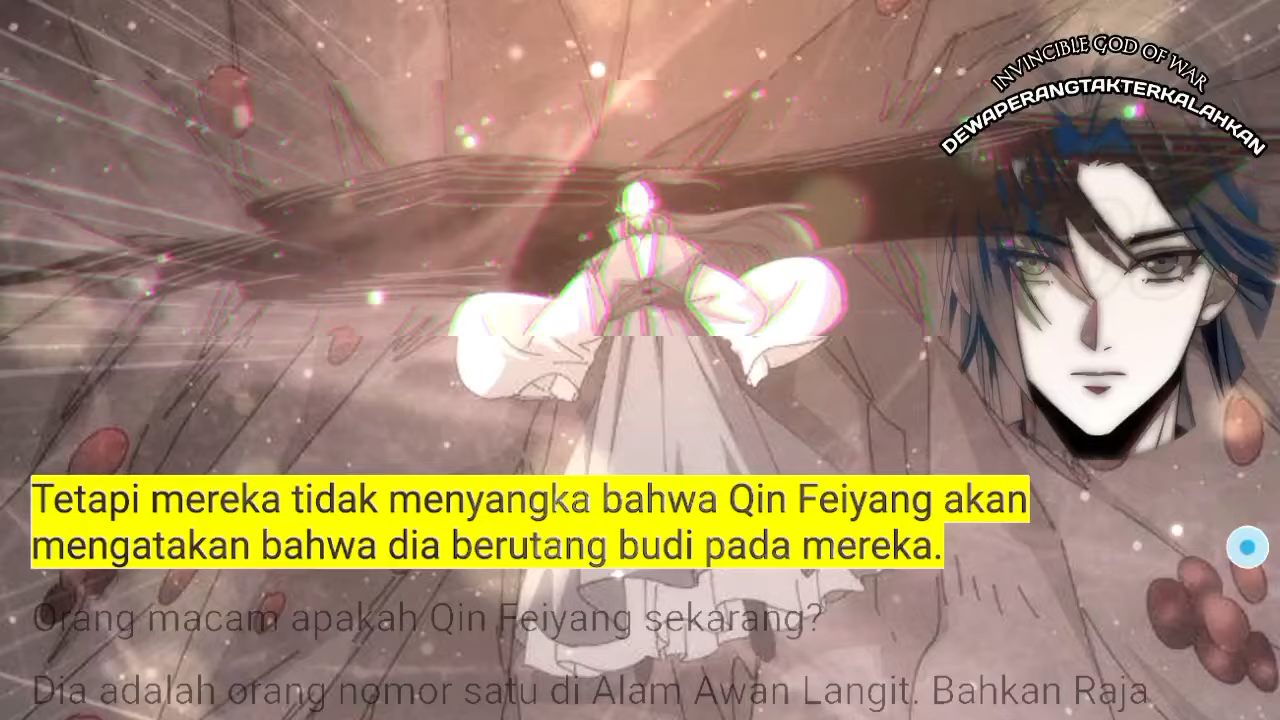 INVINCIBLE GOD OF WAR
DEWAPERANGTAKTERKALAHKAN
Tetapi mereka tidak menyangka bahwa Qin Feiyang akan
mengatakan bahwa dia berutang budi pada mereka.
Orang macam apakah Qin Feiyang sekarang?
Dia adalah orang nomor satu di Alam Awan Langit. Bahkan Raja